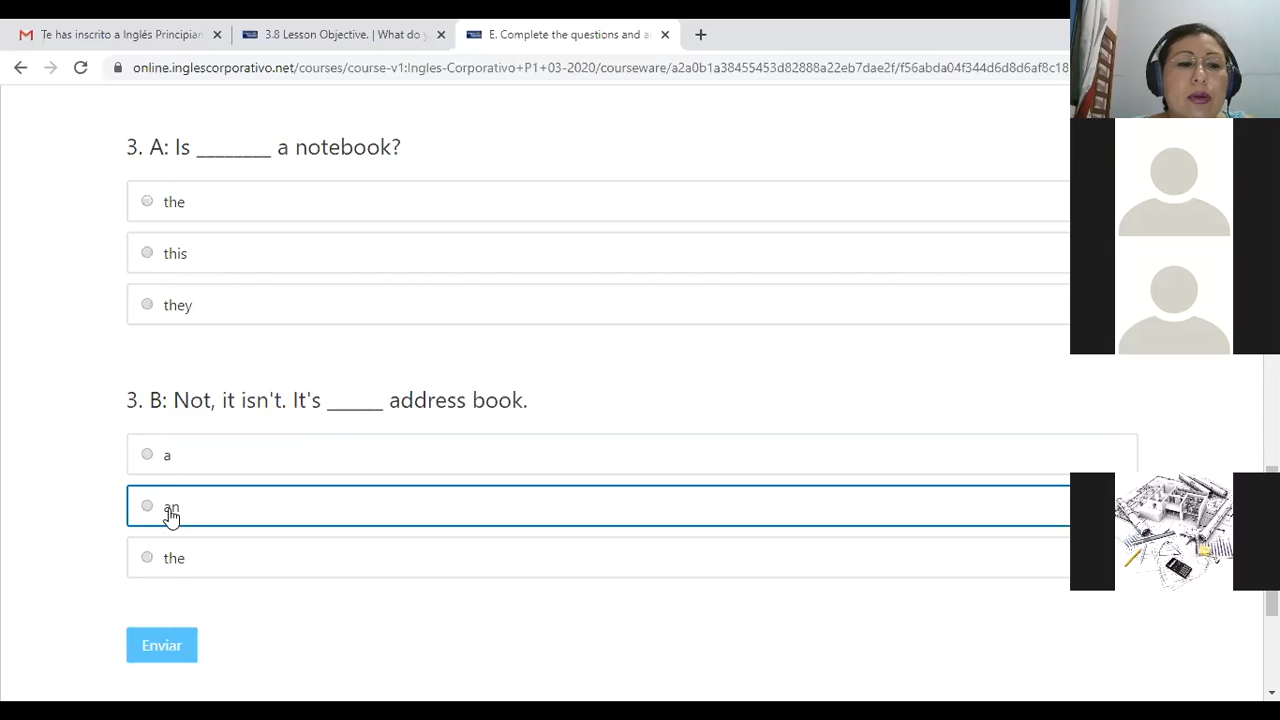 Te has inscrito a Inglés Principian
3.8 Lesson Objective. | What do y
E. Complete the questions and a
online.inglescorporativo.net/courses/course-v1:Ingles-Corporativo+P1+03-2020/courseware/a2a0b1a38455453d82888a22eb7dae2f/f56abda04f344d6d8d6af8c18
3. A: Is ________ a notebook?
the
this
they
3. B: Not, it isn't. It's _____ address book.
a
an
the
Enviar